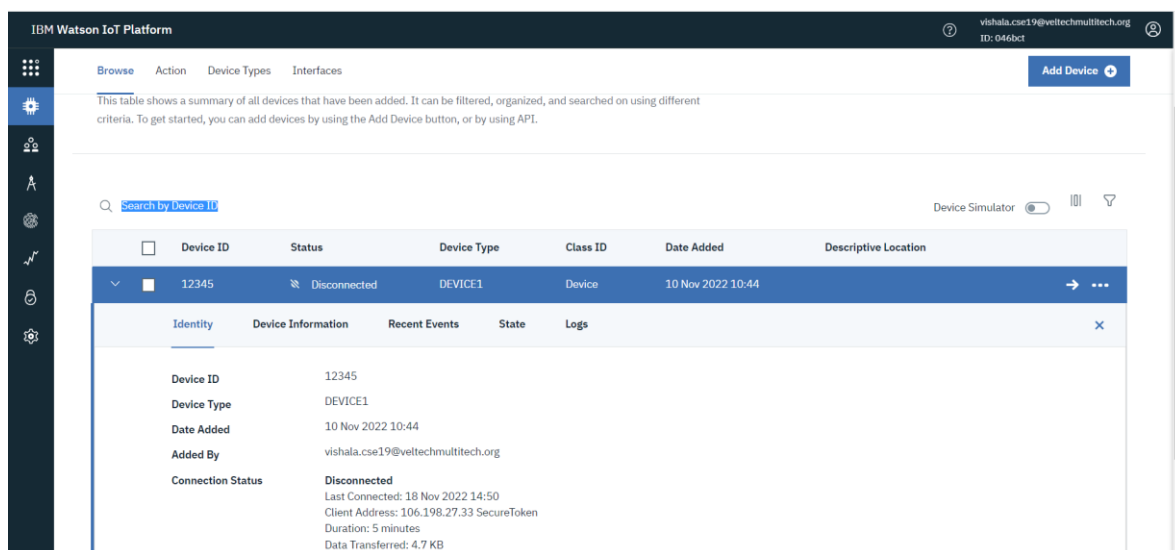 IBM Watson IoT Platform
vishala.cse19@veltechmultitech.org
ID: 046bct
Browse Action Device Types Interfaces
Add Device
This table shows a summary of all devices that have been added. It can be filtered, organized, and searched on using different
criteria. To get started, you can add devices by using the Add Device button, or by using API.
Search by Device ID
Device Simulator
Device ID Status Device Type Class ID Date Added Descriptive Location
12345 Disconnected DEVICE1 Device 10 Nov 2022 10:44
Identity Device Information Recent Events State Logs
Device ID 12345
Device Type DEVICE1
Date Added 10 Nov 2022 10:44
Added By vishala.cse19@veltechmultitech.org
Connection Status Disconnected
Last Connected: 18 Nov 2022 14:50
Client Address: 106.198.27.33 SecureToken
Duration: 5 minutes
Data Transferred: 4.7 KB